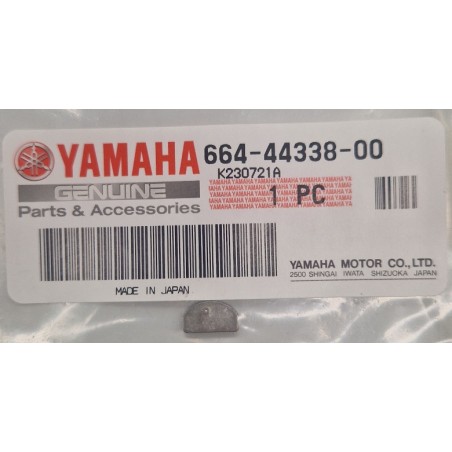 YAMAHA 664-44338-00
GENUINE K230721A
Parts & Accessories 1 PC
YAMAHA MOTOR CO.,LTD.
2500 SHINGAI IWATA SHIZUOKA JAPAN
MADE IN JAPAN